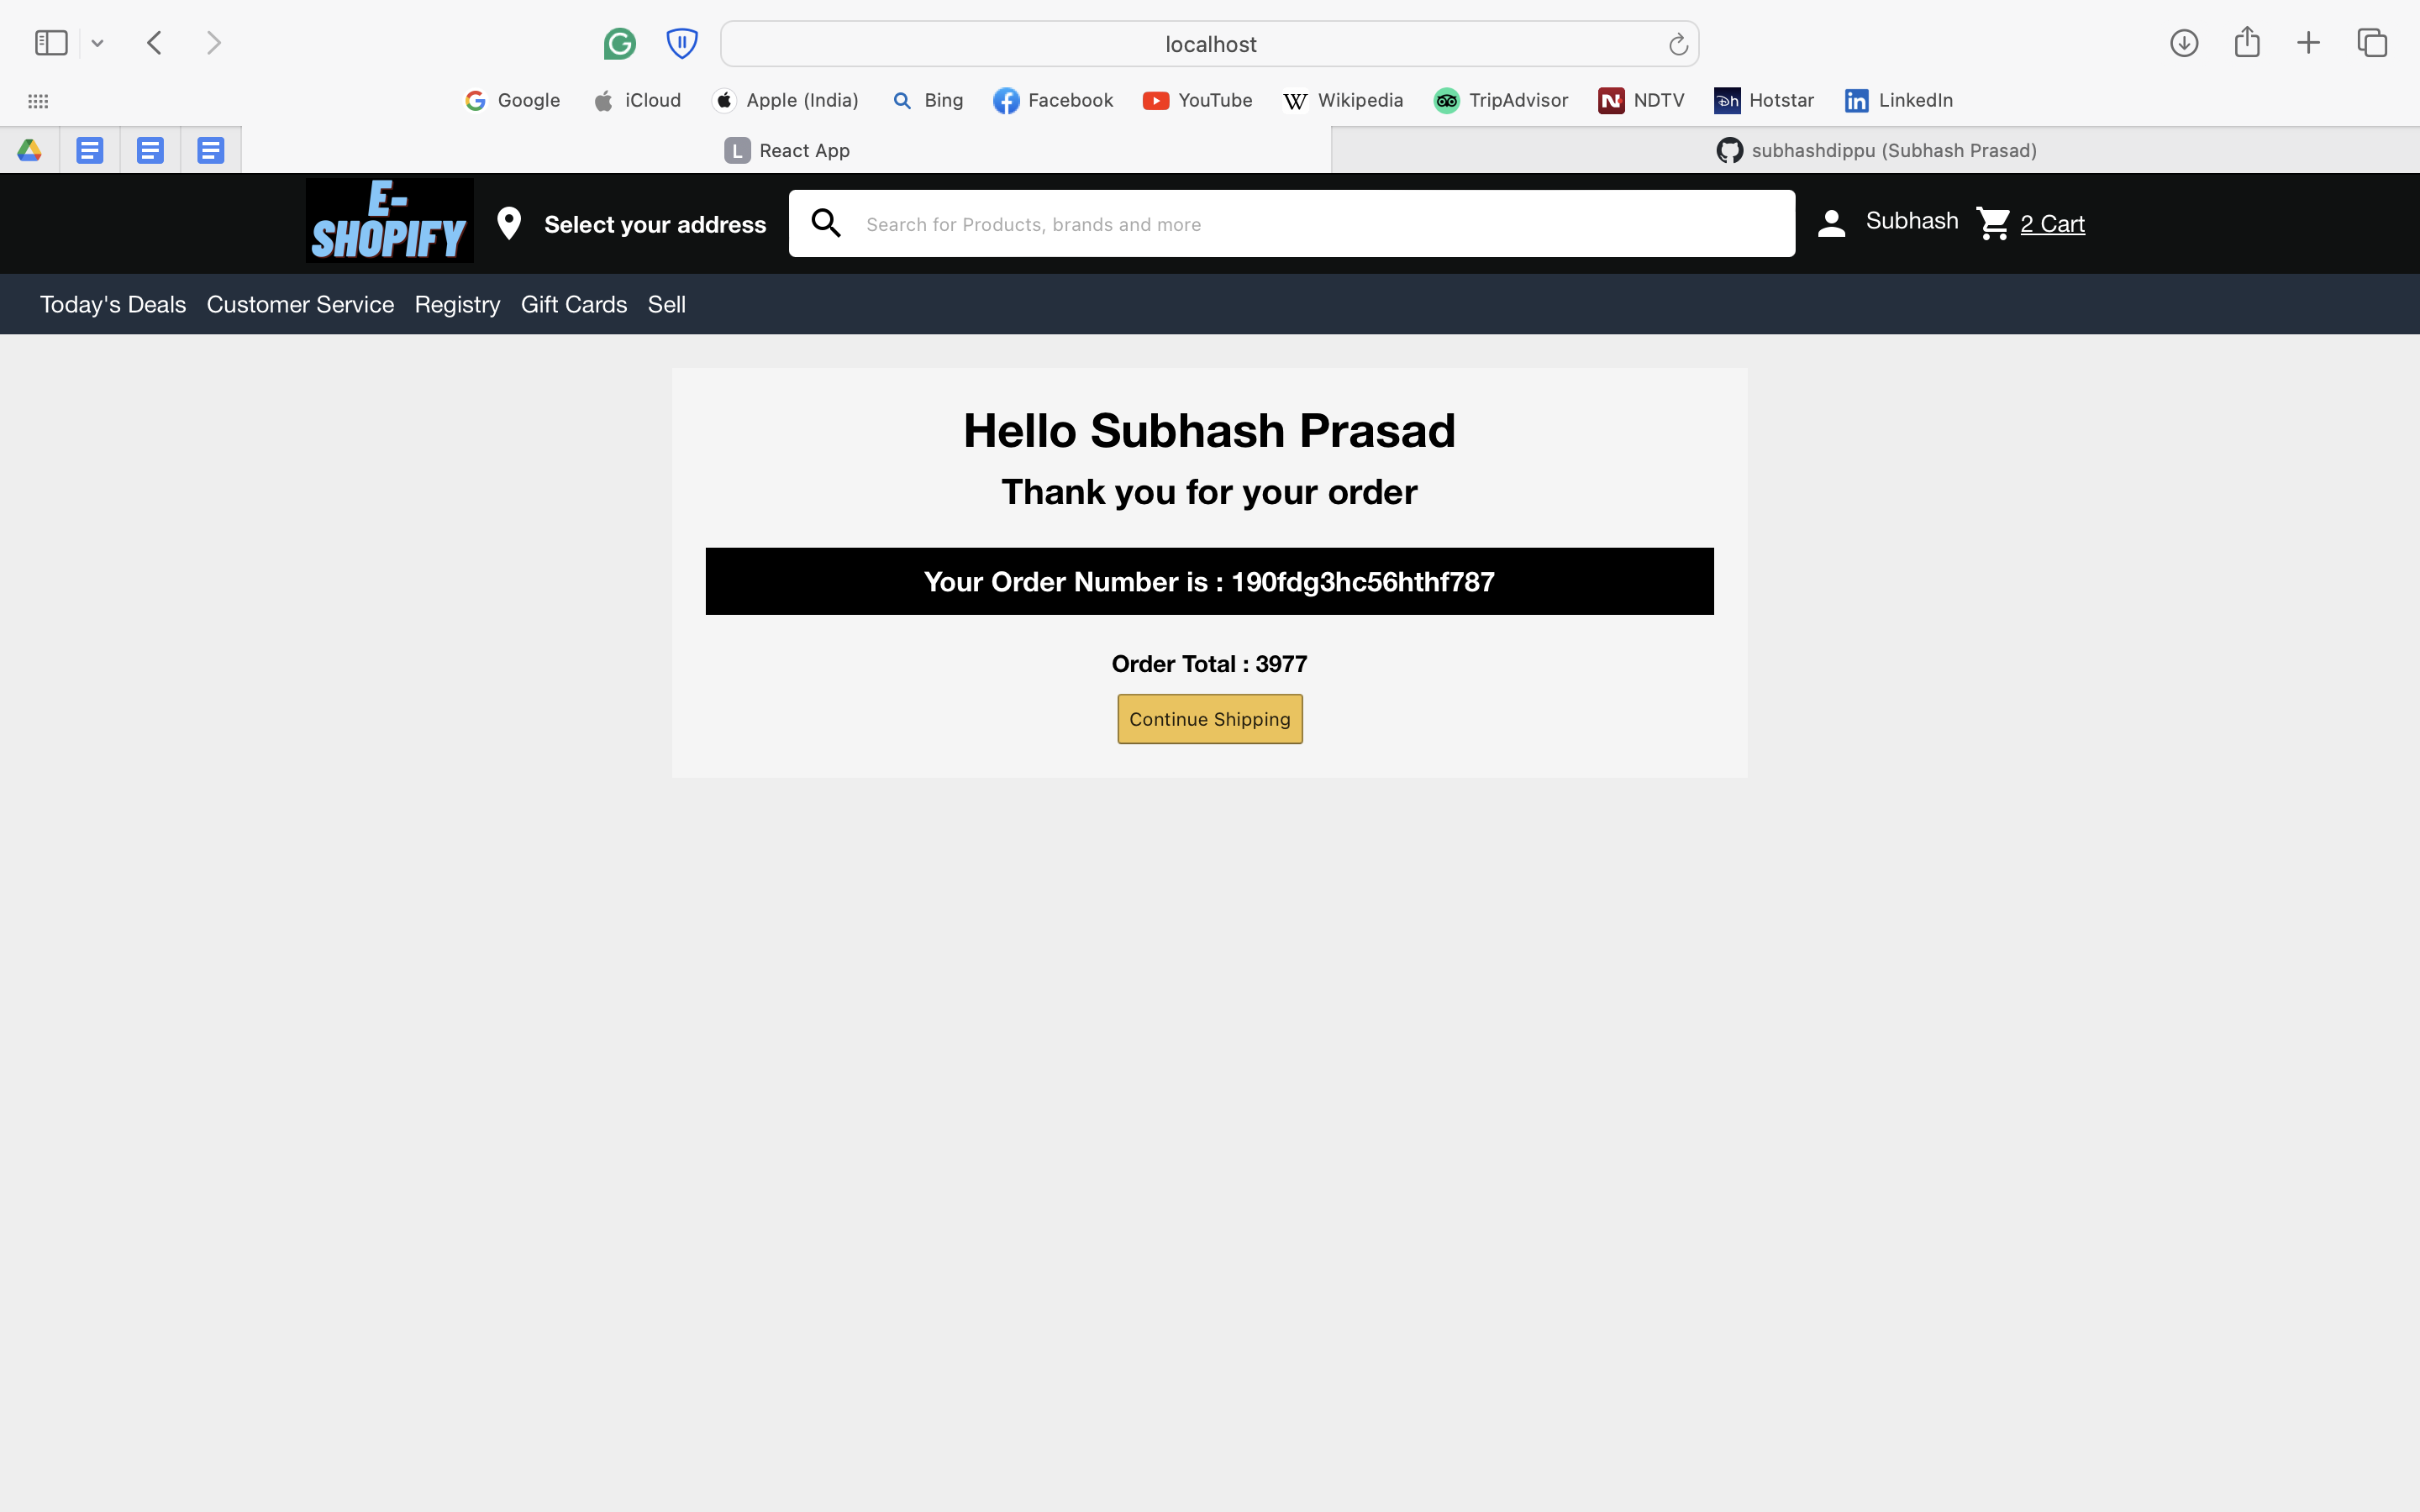 localhost
Google iCloud Apple (India) Bing Facebook YouTube W Wikipedia TripAdvisor N NDTV Dh Hotstar in LinkedIn
L React App subhashdippu (Subhash Prasad)
E-
SHOPIFY
Select your address Search for Products, brands and more Subhash 2 Cart
Today's Deals Customer Service Registry Gift Cards Sell
Hello Subhash Prasad
Thank you for your order
Your Order Number is : 190fdg3hc56hthf787
Order Total : 3977
Continue Shipping